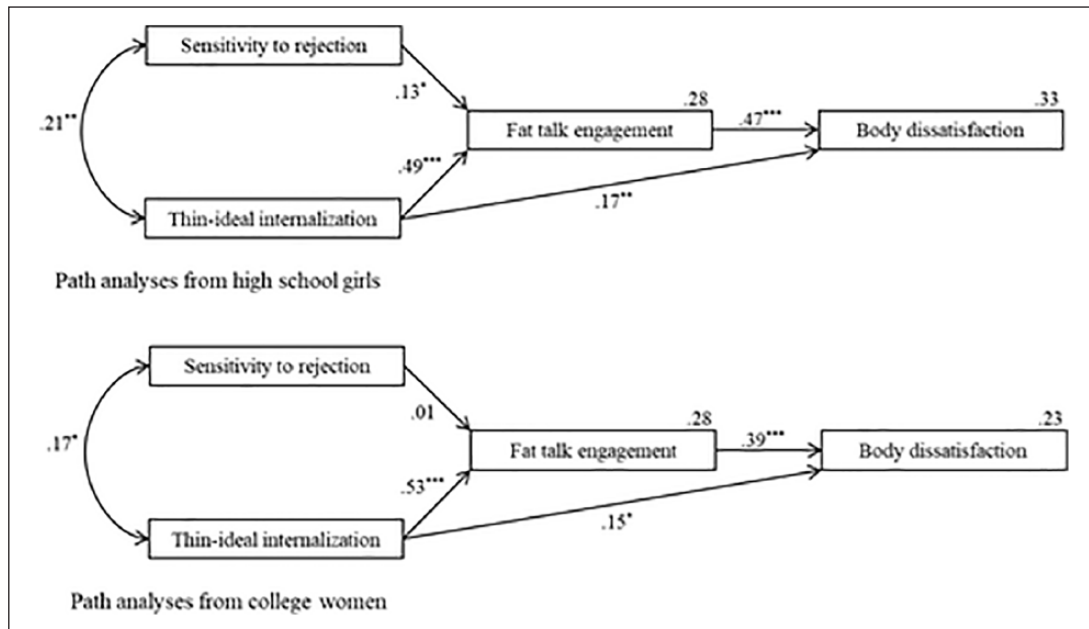 Sensitivity to rejection
.21**
.13*
.28
.33
Fat talk engagement
.47***
Body dissatisfaction
.49***
.17**
Thin-ideal internalization
Path analyses from high school girls
Sensitivity to rejection
.17*
.01
.28
.23
Fat talk engagement
.39***
Body dissatisfaction
.53***
.15*
Thin-ideal internalization
Path analyses from college women